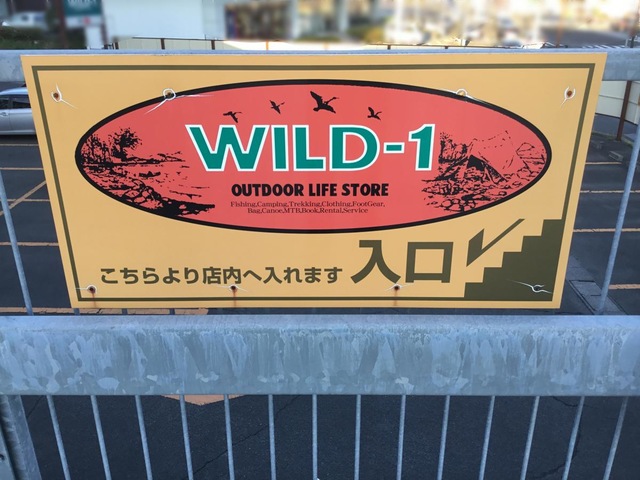 WILD-1
OUTDOOR LIFE STORE
Fishing,Camping,Trekking,Clothing,FootGear,
Bag,Canoe,MTB,Book,Rental,Service
こちらより店内へ入れます 入口